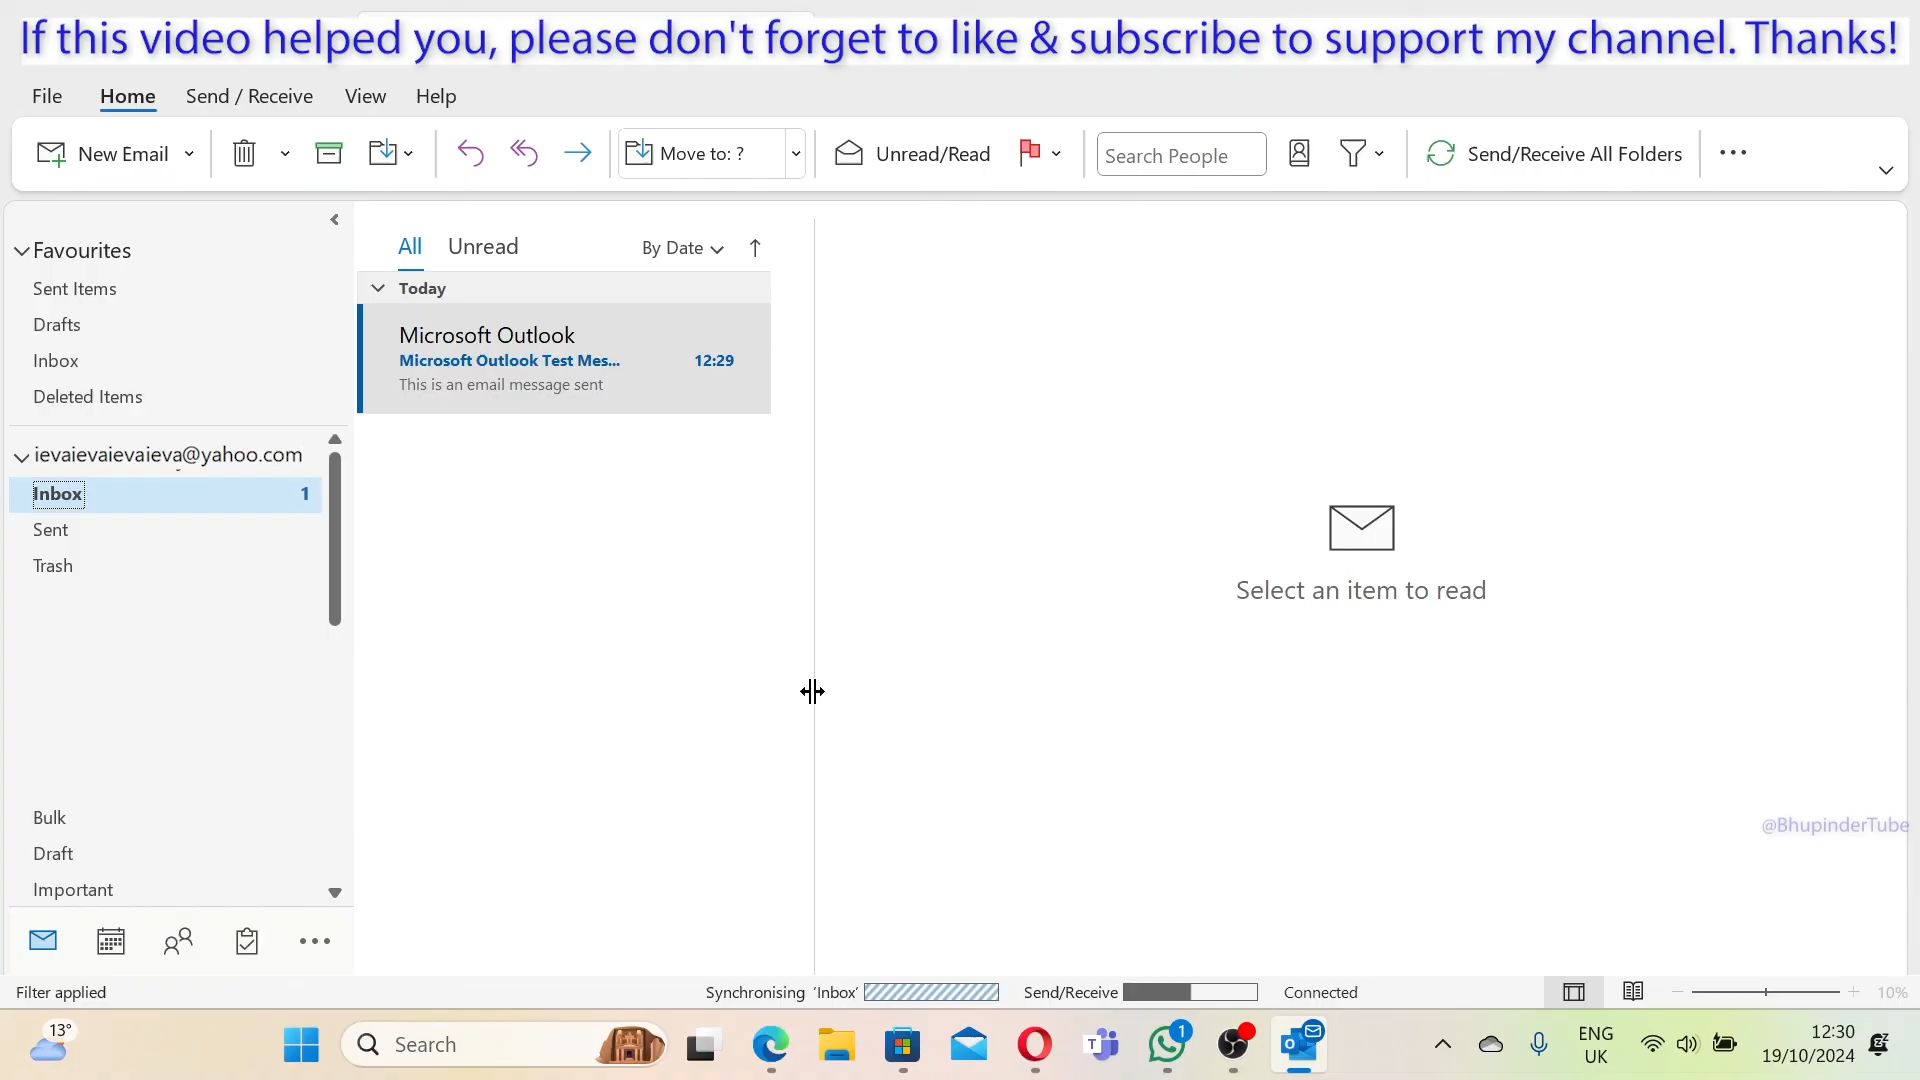 If this video helped you, please don't forget to like & subscribe to support my channel. Thanks!
File Home Send / Receive View Help
New Email Move to: ? Unread/Read Search People Send/Receive All Folders
Favourites
Sent Items
Drafts
Inbox
Deleted Items
ievaievaievaieva@yahoo.com
Inbox 1
Sent
Trash
Bulk
Draft
Important
All Unread By Date
Today
Microsoft Outlook
Microsoft Outlook Test Mes... 12:29
This is an email message sent
Select an item to read
@BhupinderTube
Filter applied Synchronising 'Inbox' Send/Receive Connected 10%
13° Search 1 ENG 12:30
UK 19/10/2024